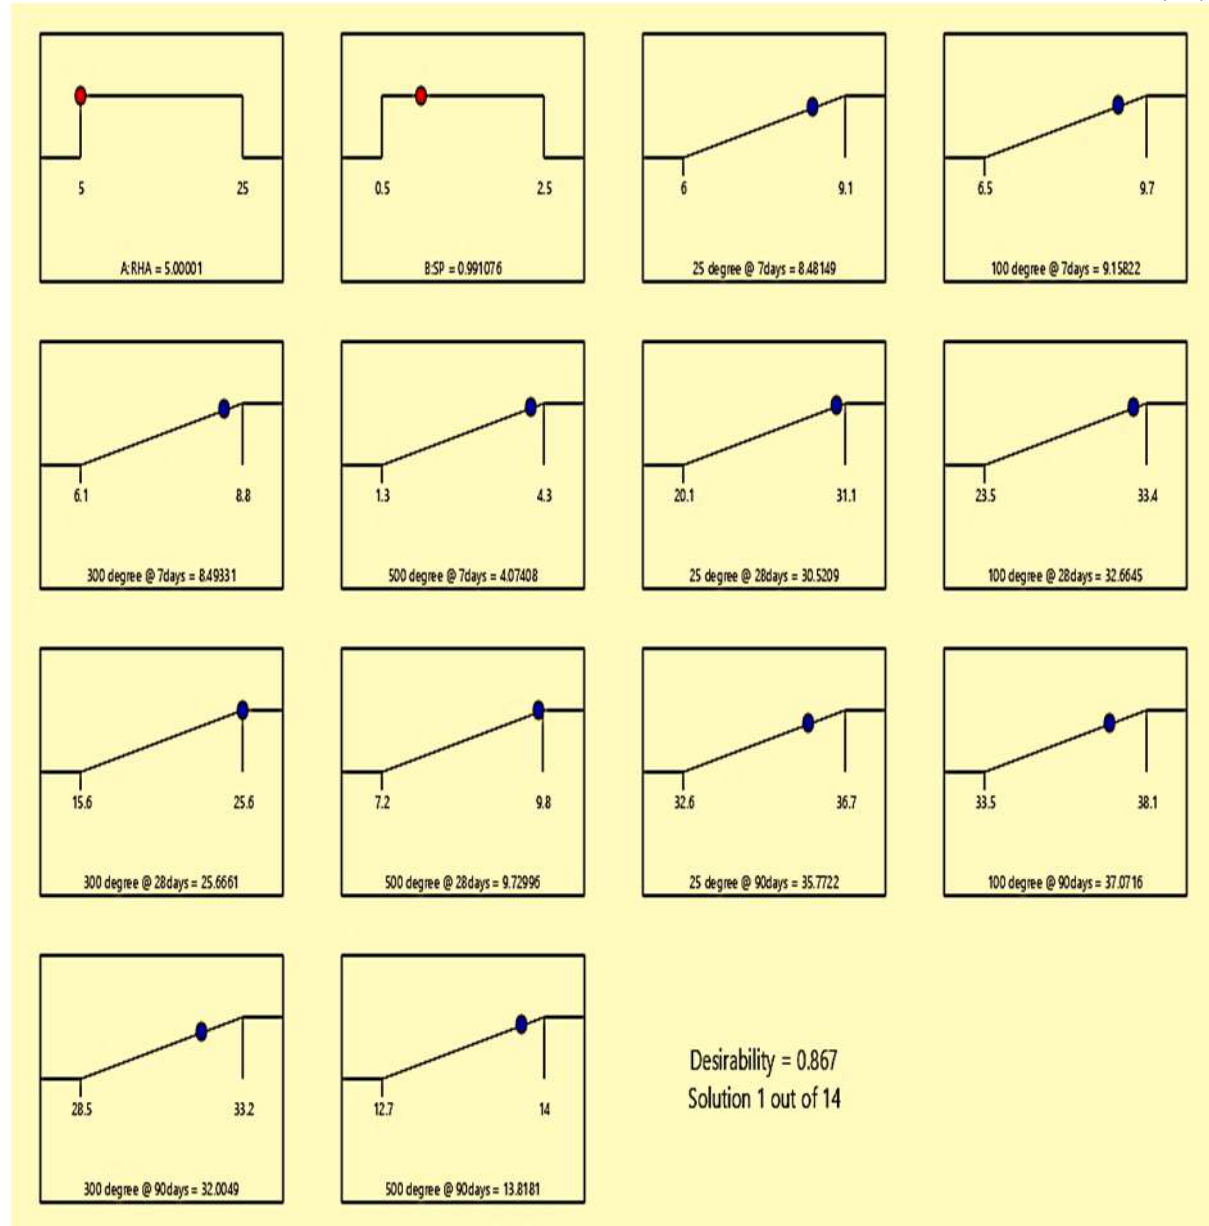 5 25
A:RHA = 5.00001
0.5 2.5
B:SP = 0.991076
6 9.1
25 degree @ 7days = 8.48149
6.5 9.7
100 degree @ 7days = 9.15822
6.1 8.8
300 degree @ 7days = 8.49331
1.3 4.3
500 degree @ 7days = 4.07408
20.1 31.1
25 degree @ 28days = 30.5209
23.5 33.4
100 degree @ 28days = 32.6645
15.6 25.6
300 degree @ 28days = 25.6661
7.2 9.8
500 degree @ 28days = 9.72996
32.6 36.7
25 degree @ 90days = 35.7722
33.5 38.1
100 degree @ 90days = 37.0716
28.5 33.2
300 degree @ 90days = 32.0049
12.7 14
500 degree @ 90days = 13.8181
Desirability = 0.867
Solution 1 out of 14